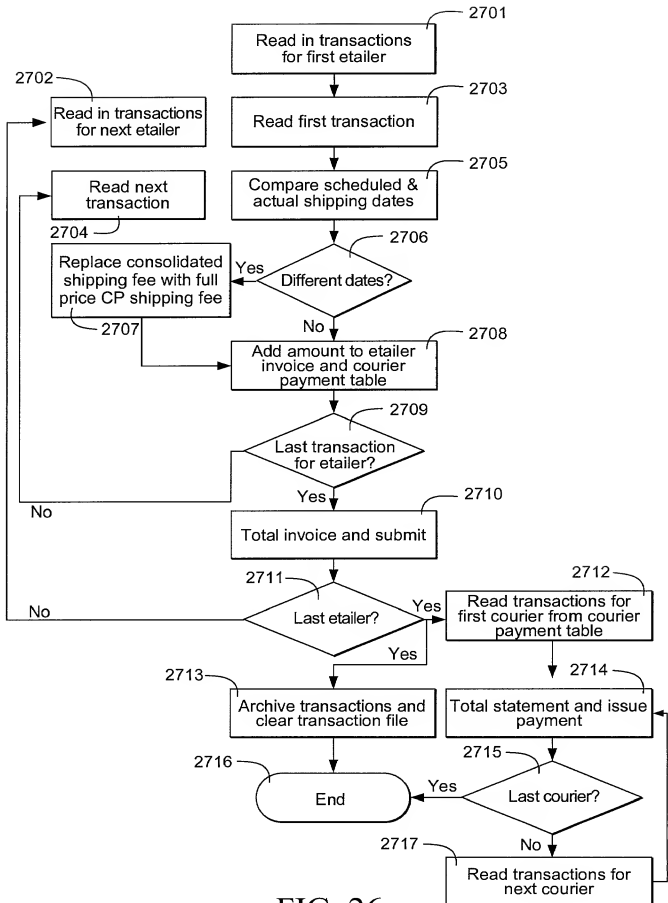 2701
Read in transactions
for first etailer
2702
Read in transactions
for next etailer
2703
Read first transaction
2705
Read next
transaction
2704
Compare scheduled &
actual shipping dates
2706
Replace consolidated
shipping fee with full
price CP shipping fee
2707
Yes
Different dates?
No
2708
Add amount to etailer
invoice and courier
payment table
2709
Last transaction
for etailer?
No
Yes
2710
Total invoice and submit
2711
Last etailer?
No
Yes
Yes
2712
Read transactions for
first courier from courier
payment table
2713
Archive transactions and
clear transaction file
2714
Total statement and issue
payment
2716
End
Yes
2715
Last courier?
No
2717
Read transactions for
next courier
FIG. 26